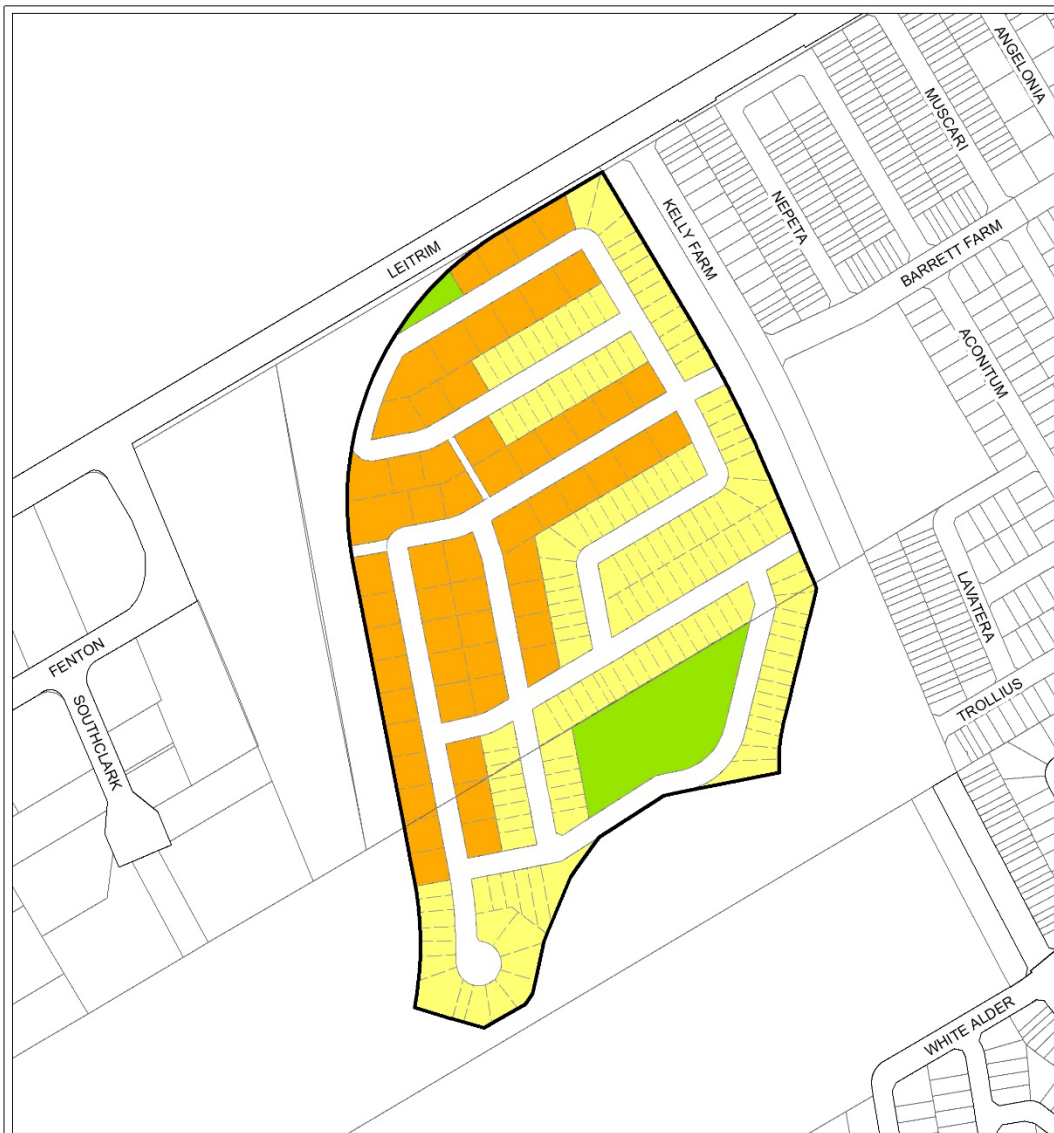 ANGELONIA
MUSCARI
NEPETA
KELLY FARM
LEITRIM
BARRETT FARM
ACONITUM
LAVATERA
FENTON
SOUTHCLARK
TROLLIUS
WHITE ALDER